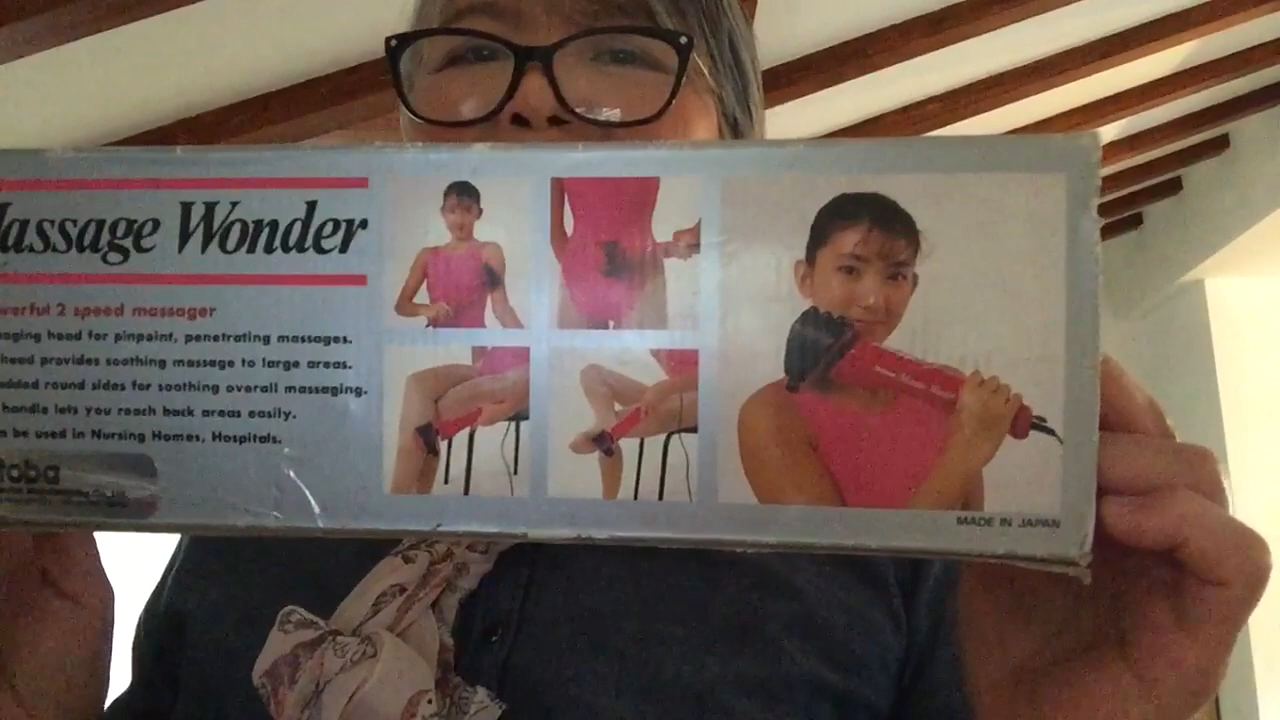 Massage Wonder
werful 2 speed massager
aging head for pinpoint, penetrating massages.
head provides soothing massage to large areas.
added round sides for soothing overall massaging.
handle lets you reach back areas easily.
n be used in Nursing Homes, Hospitals.
toba
MADE IN JAPAN